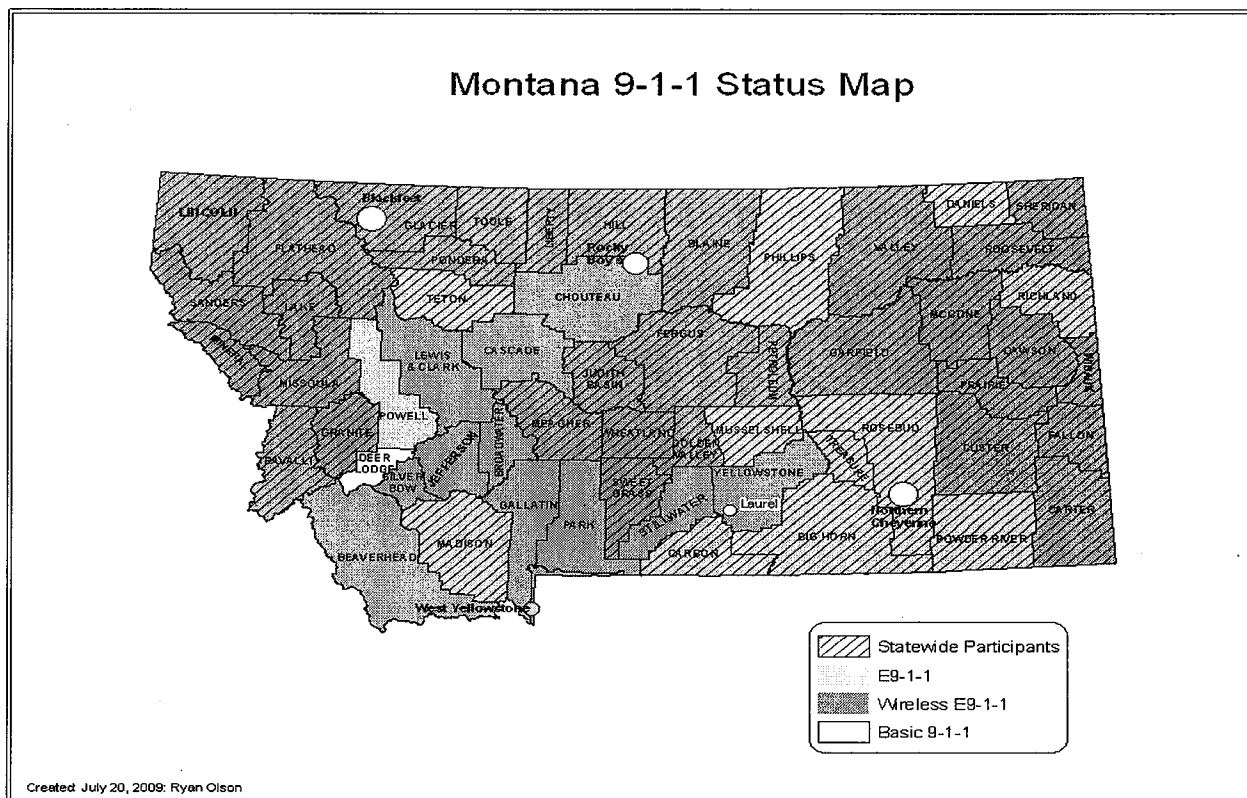 Montana 9-1-1 Status Map
LINCOLN
FLATHEAD
Blackfeet
GLACIER
TOOLE
LIBERTY
HILL
Rocky
Boy's
BLAINE
PHILLIPS
VALLEY
DANIELS
SHERIDAN
ROOSEVELT
PONDERA
TETON
CHOUTEAU
RICHLAND
SANDERS
LAKE
MCCONE
MISSOULA
LEWIS
& CLARK
CASCADE
FERGUS
JUDITH
BASIN
PETROLEUM
GARFIELD
DAWSON
PRAIRIE
WIBAUX
POWELL
GRANITE
MEAGHER
BROADWATER
WHEATLAND
GOLDEN
VALLEY
MUSSELSHELL
TREASURE
ROSEBUD
CUSTER
FALLON
RAVALLI
DEER
LODGE
SILVER
BOW
JEFFERSON
GALLATIN
PARK
SWEET
GRASS
STILLWATER
YELLOWSTONE
Laurel
Northern
Cheyenne
CARTER
BEAVERHEAD
MADISON
CARBON
BIG HORN
POWDER RIVER
West Yellowstone
Statewide Participants
E9-1-1
Wireless E9-1-1
Basic 9-1-1
Created: July 20, 2009: Ryan Olson